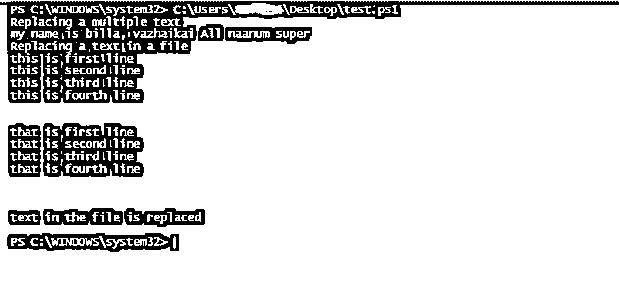 PS C:\WINDOWS\system32> C:\Users\ \Desktop\test.ps1
Replacing a multiple text
my name is billa, vazhaikai All naanum super
Replacing a text in a file
this is first line
this is second line
this is third line
this is fourth line
that is first line
that is second line
that is third line
that is fourth line
text in the file is replaced
PS C:\WINDOWS\system32>